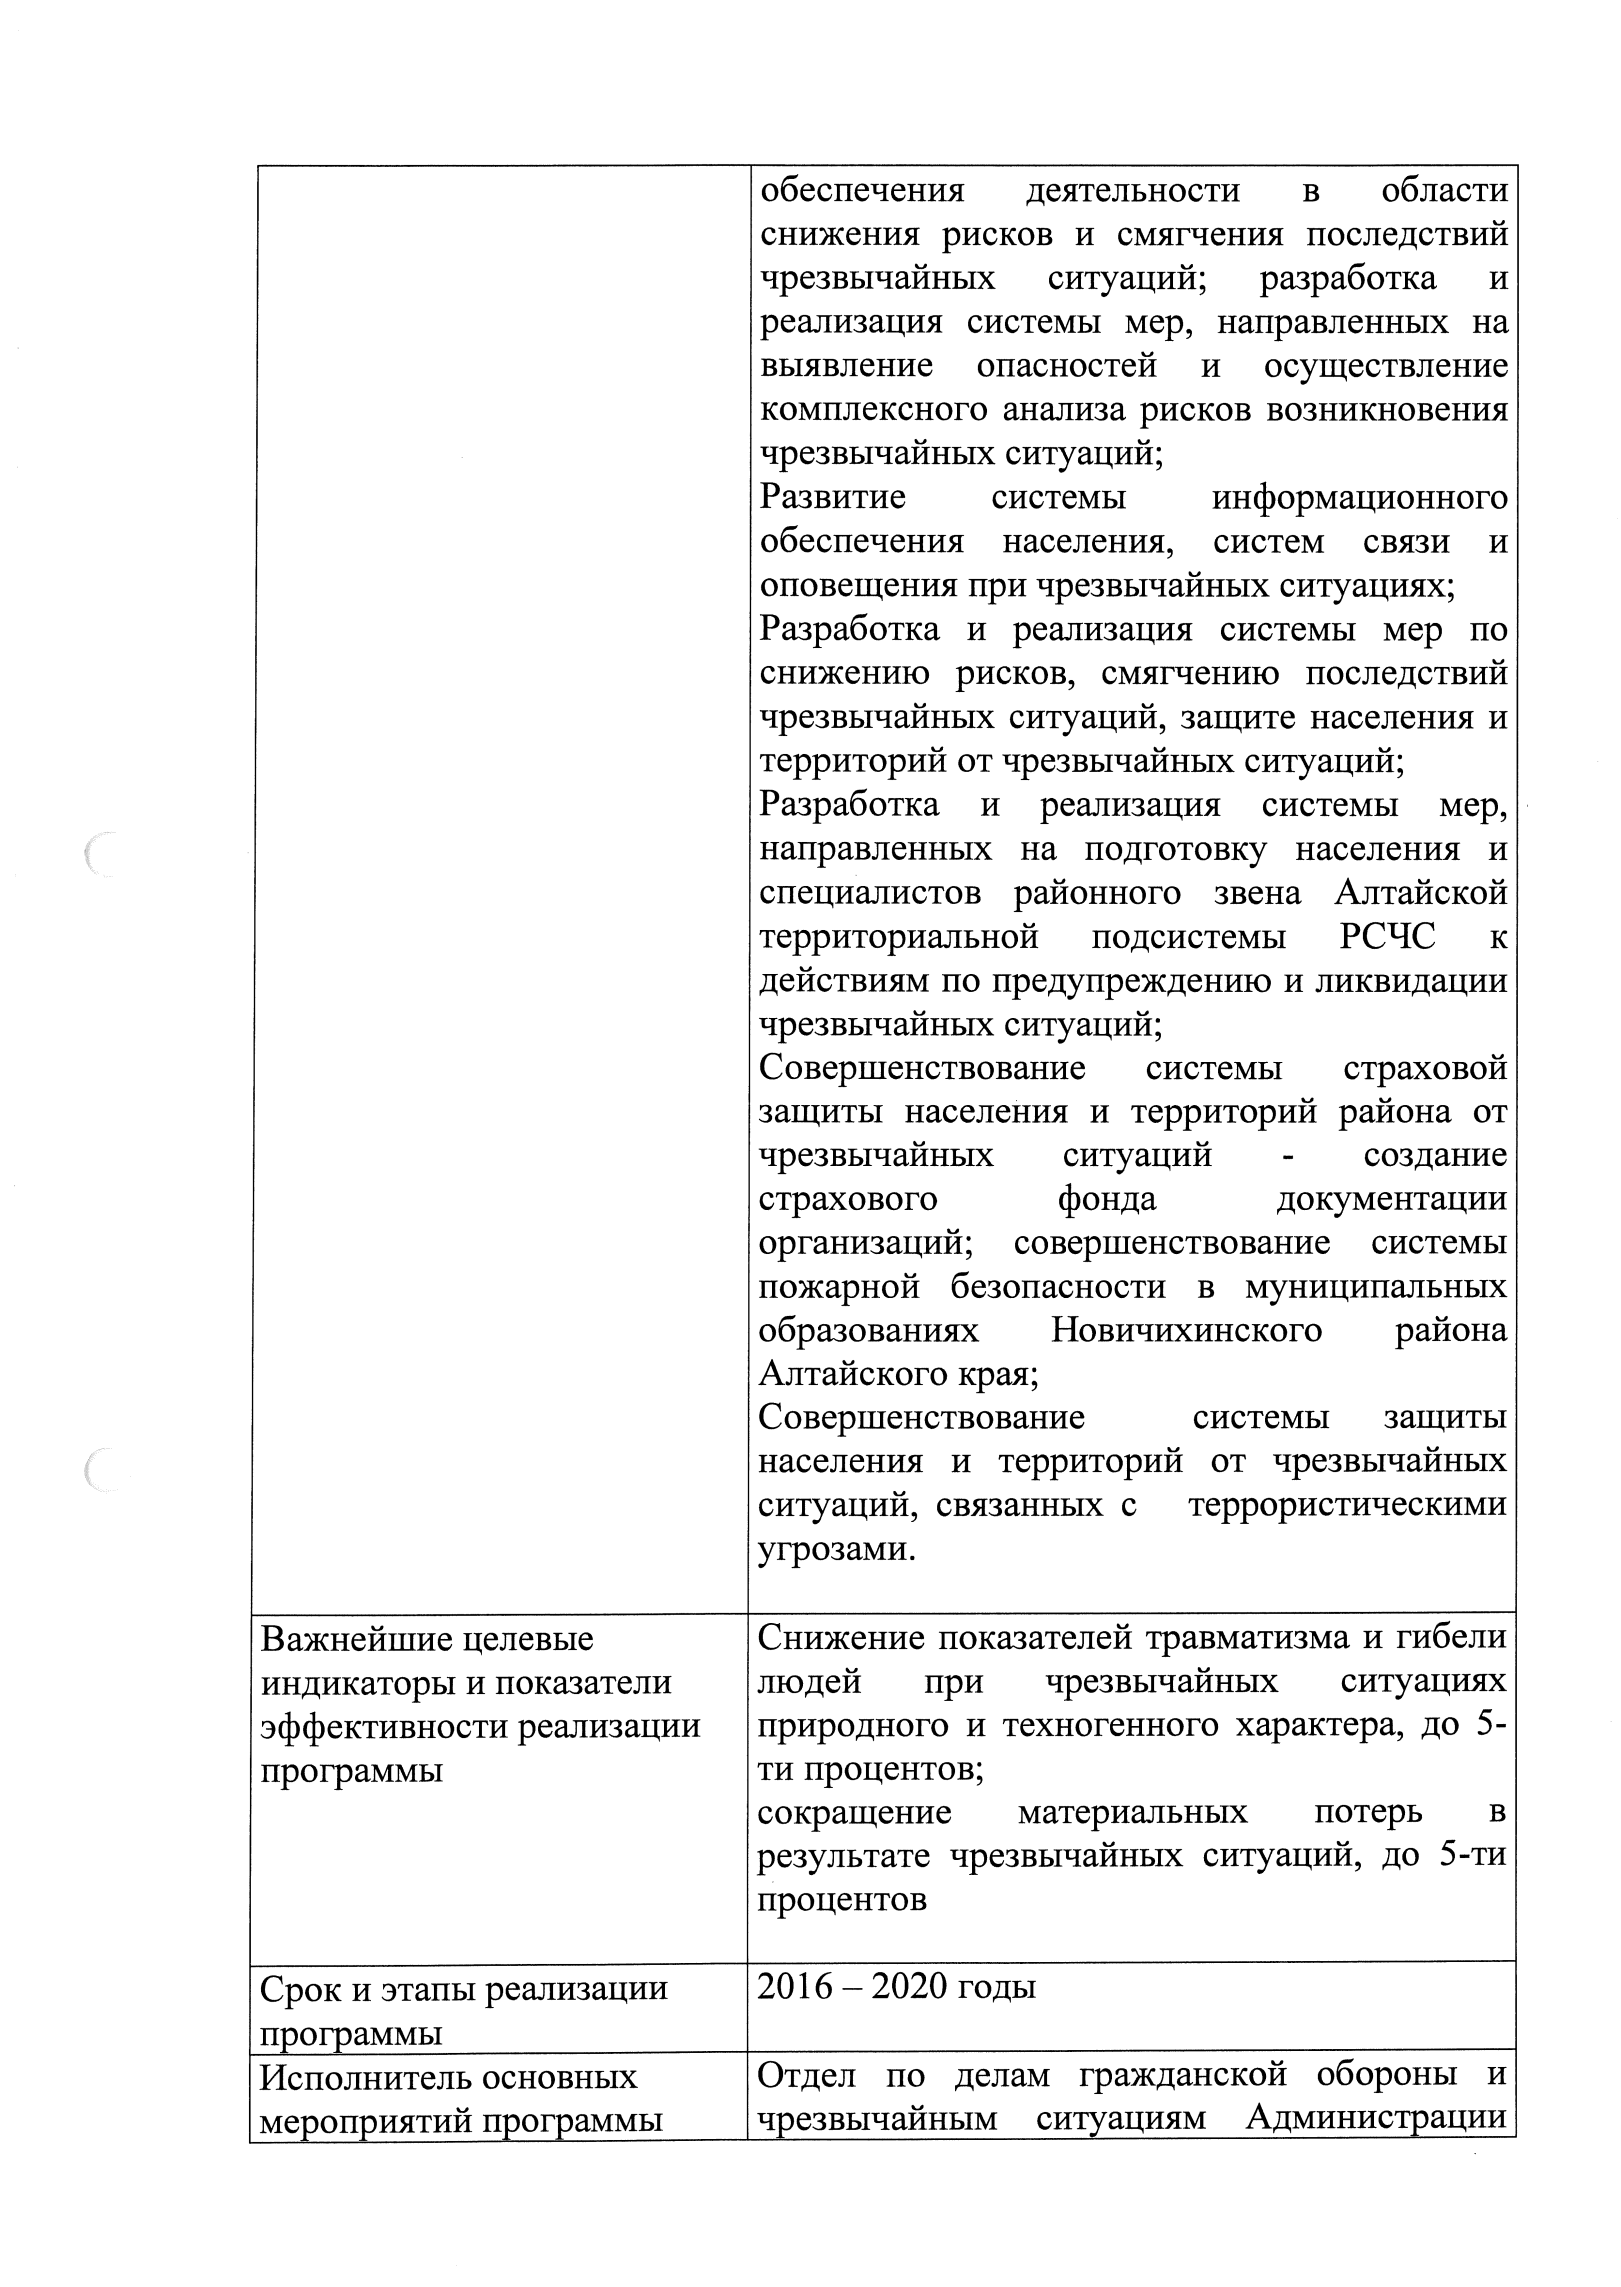 обеспечения деятельности в области
снижения рисков и смягчения последствий
чрезвычайных ситуаций; разработка и
реализация системы мер, направленных на
выявление опасностей и осуществление
комплексного анализа рисков возникновения
чрезвычайных ситуаций;
Развитие системы информационного
обеспечения населения, систем связи и
оповещения при чрезвычайных ситуациях;
Разработка и реализация системы мер по
снижению рисков, смягчению последствий
чрезвычайных ситуаций, защите населения и
территорий от чрезвычайных ситуаций;
Разработка и реализация системы мер,
направленных на подготовку населения и
специалистов районного звена Алтайской
территориальной подсистемы РСЧС к
действиям по предупреждению и ликвидации
чрезвычайных ситуаций;
Совершенствование системы страховой
защиты населения и территорий района от
чрезвычайных ситуаций - создание
страхового фонда документации
организаций; совершенствование системы
пожарной безопасности в муниципальных
образованиях Новичихинского района
Алтайского края;
Совершенствование системы защиты
населения и территорий от чрезвычайных
ситуаций, связанных с террористическими
угрозами.
Важнейшие целевые
индикаторы и показатели
эффективности реализации
программы
Снижение показателей травматизма и гибели
людей при чрезвычайных ситуациях
природного и техногенного характера, до 5-
ти процентов;
сокращение материальных потерь в
результате чрезвычайных ситуаций, до 5-ти
процентов
Срок и этапы реализации
программы
2016 – 2020 годы
Исполнитель основных
мероприятий программы
Отдел по делам гражданской обороны и
чрезвычайным ситуациям Администрации